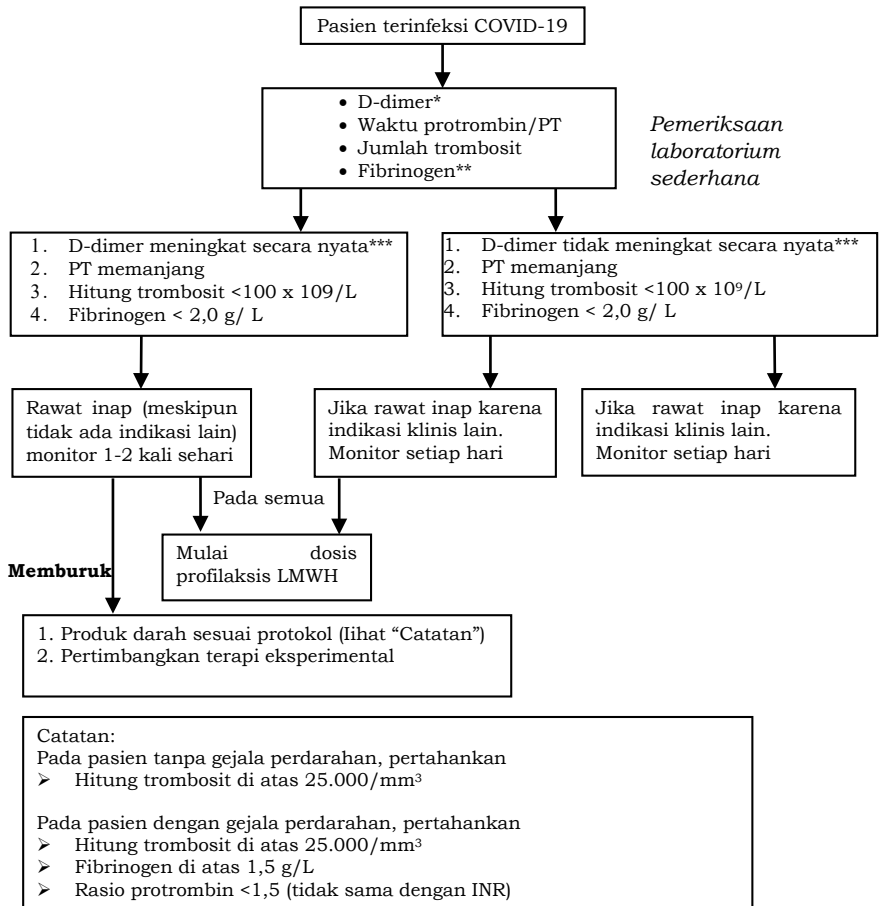 Pasien terinfeksi COVID-19
• D-dimer*
• Waktu protrombin/PT
• Jumlah trombosit
• Fibrinogen**
Pemeriksaan
laboratorium
sederhana
1. D-dimer meningkat secara nyata***
2. PT memanjang
3. Hitung trombosit <100 x 109/L
4. Fibrinogen < 2,0 g/ L
1. D-dimer tidak meningkat secara nyata***
2. PT memanjang
3. Hitung trombosit <100 x 10⁹/L
4. Fibrinogen < 2,0 g/ L
Rawat inap (meskipun
tidak ada indikasi lain)
monitor 1-2 kali sehari
Jika rawat inap karena
indikasi klinis lain.
Monitor setiap hari
Jika rawat inap karena
indikasi klinis lain.
Monitor setiap hari
Pada semua
Mulai dosis
profilaksis LMWH
Memburuk
1. Produk darah sesuai protokol (Iihat “Catatan”)
2. Pertimbangkan terapi eksperimental
Catatan:
Pada pasien tanpa gejala perdarahan, pertahankan
➢ Hitung trombosit di atas 25.000/mm³
Pada pasien dengan gejala perdarahan, pertahankan
➢ Hitung trombosit di atas 25.000/mm³
➢ Fibrinogen di atas 1,5 g/L
➢ Rasio protrombin <1,5 (tidak sama dengan INR)